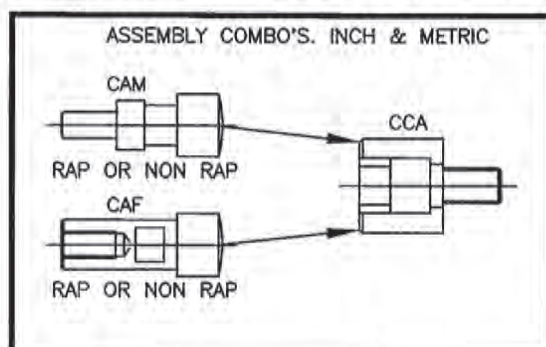 ASSEMBLY COMBO'S. INCH & METRIC
CAM
RAP OR NON RAP
CAF
RAP OR NON RAP
CCA